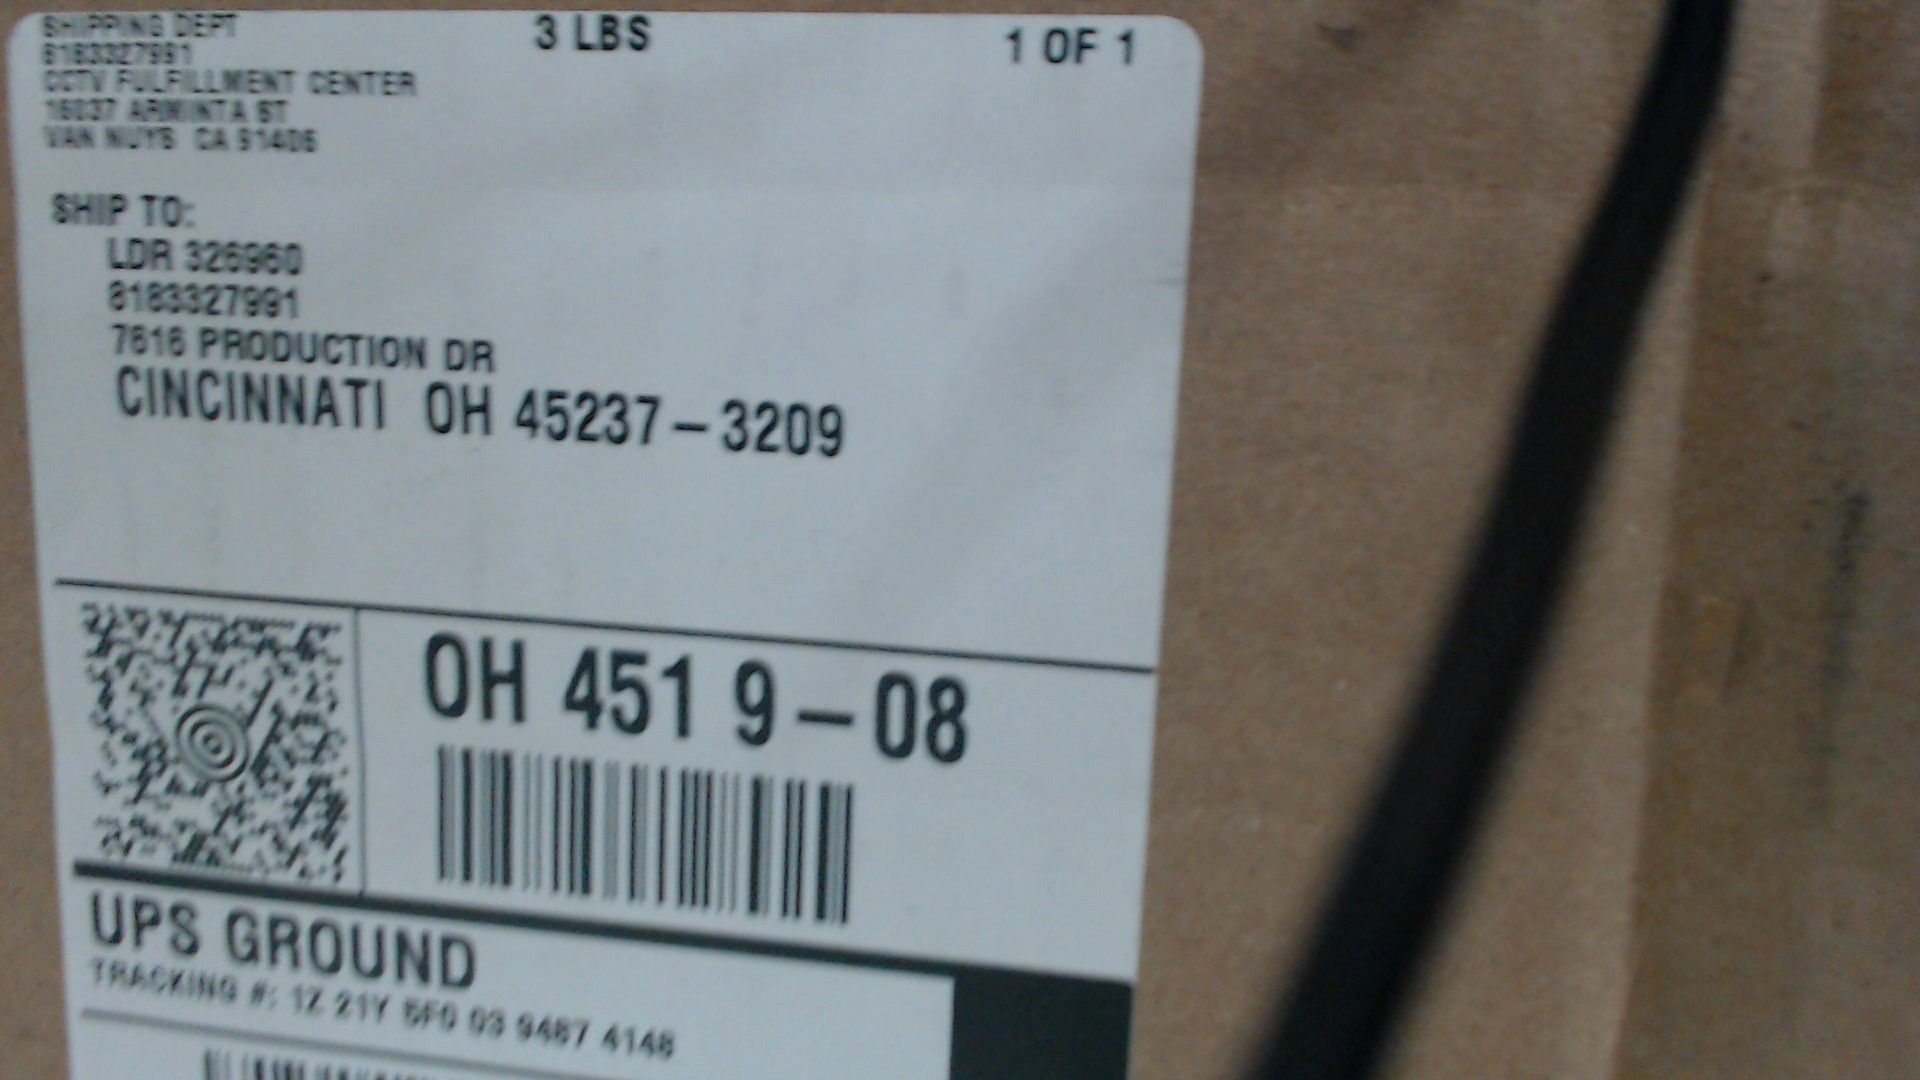 SHIPPING DEPT
3 LBS
1 OF 1
8183327991
CCTV FULFILLMENT CENTER
16037 ARMINTA ST
VAN NUYS CA 91406
SHIP TO:
LDR 326960
8183327991
7616 PRODUCTION DR
CINCINNATI OH 45237-3209
OH 451 9-08
UPS GROUND
TRACKING #: 1Z 21Y 5F0 03 9487 4148